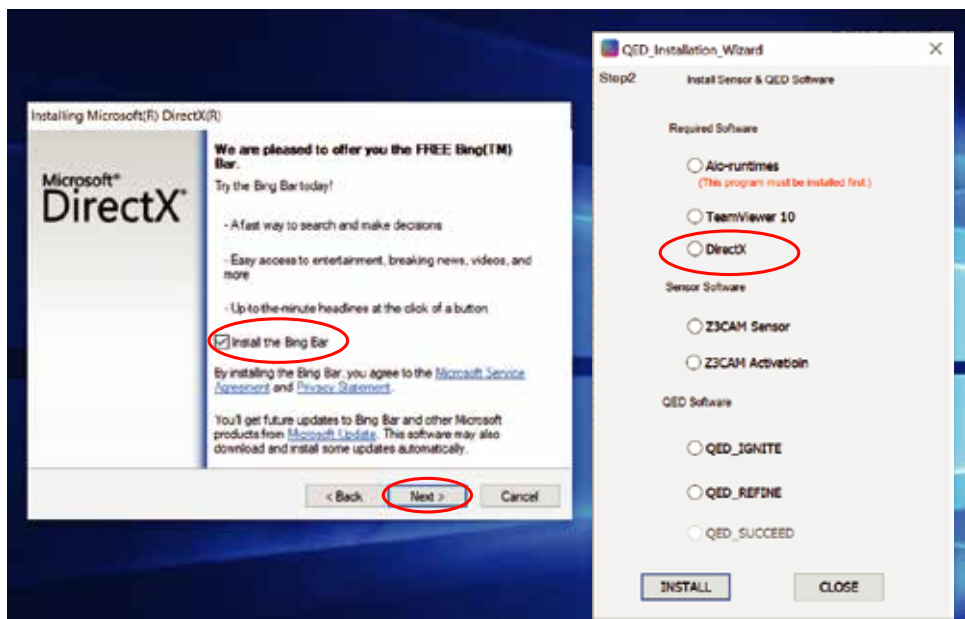 Installing Microsoft(R) DirectX(R)
Microsoft®
DirectX®
We are pleased to offer you the FREE Bing(TM)
Bar.
Try the Bing Bar today!
- A fast way to search and make decisions
- Easy access to entertainment, breaking news, videos, and
more
- Up-to-the-minute headlines at the click of a button
Install the Bing Bar
By installing the Bing Bar, you agree to the Microsoft Service
Agreement and Privacy Statement.
You'll get future updates to Bing Bar and other Microsoft
products from Microsoft Update. This software may also
download and install some updates automatically.
< Back
Next >
Cancel
QED_Installation_Wizard
Step2
Install Sensor & QED Software
Required Software
Aio-runtimes
(This program must be installed first.)
TeamViewer 10
DirectX
Sensor Software
Z3CAM Sensor
Z3CAM Activatioin
QED Software
QED_IGNITE
QED_REFINE
QED_SUCCEED
INSTALL
CLOSE